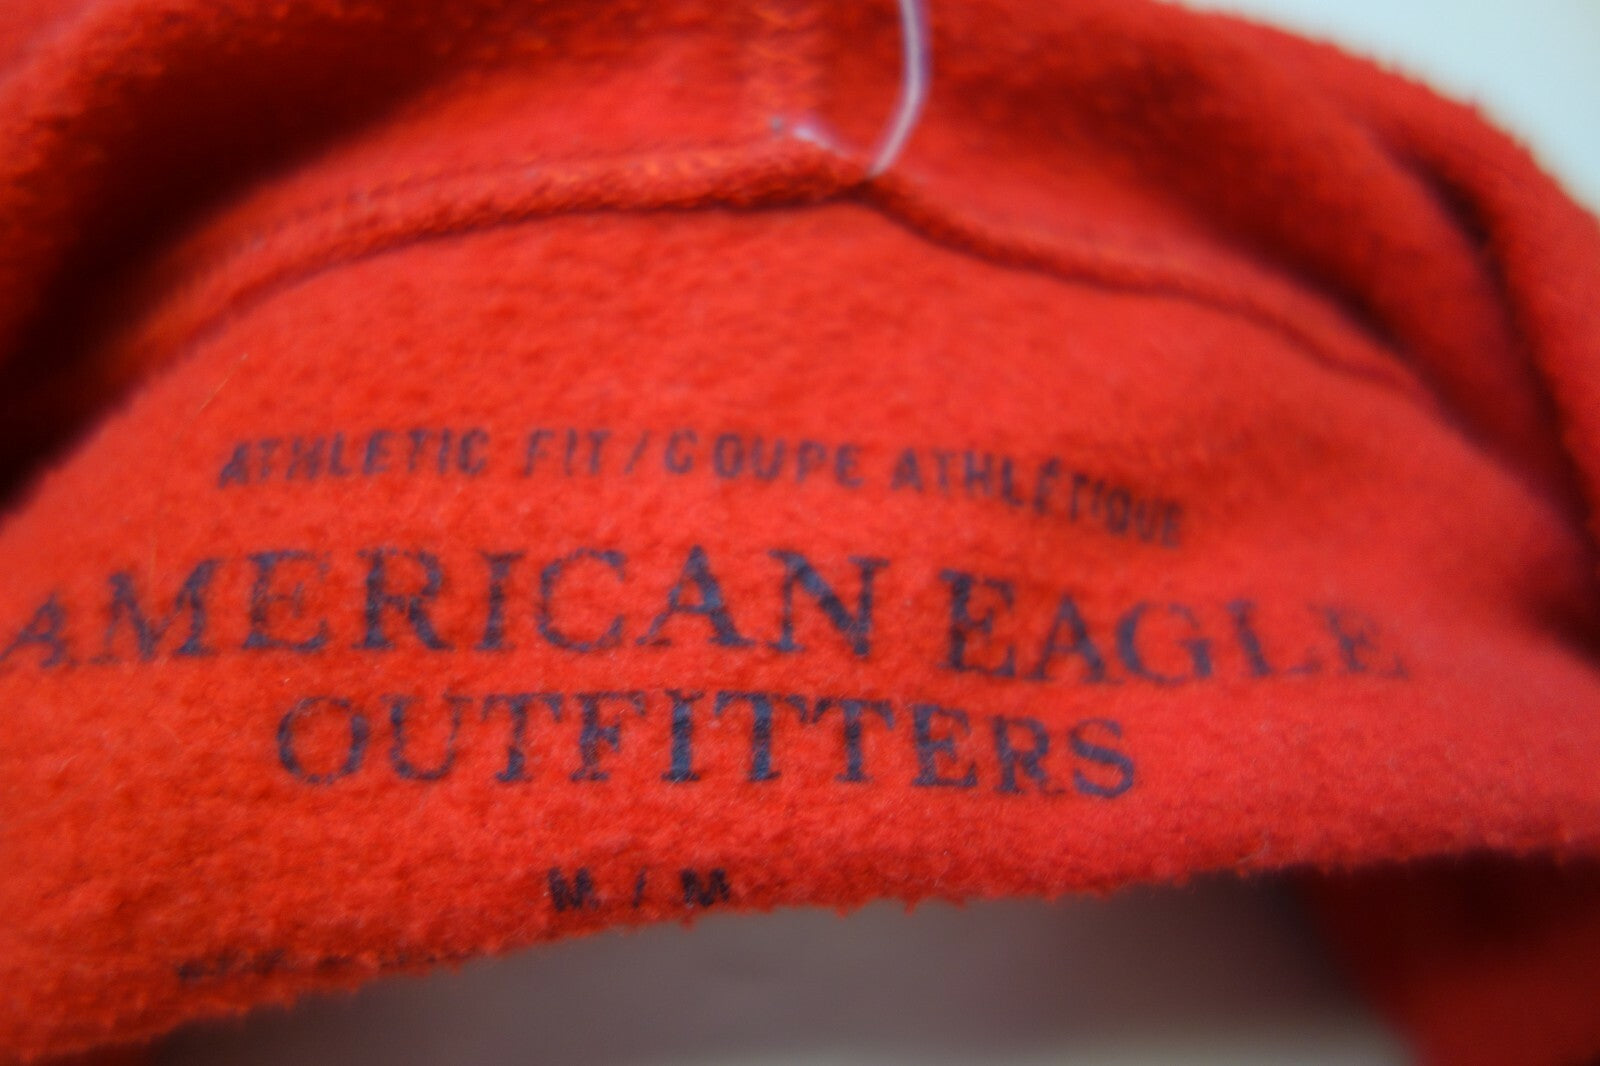 ATHLETIC FIT / COUPE ATHLÉTIQUE
AMERICAN EAGLE
OUTFITTERS
M / M